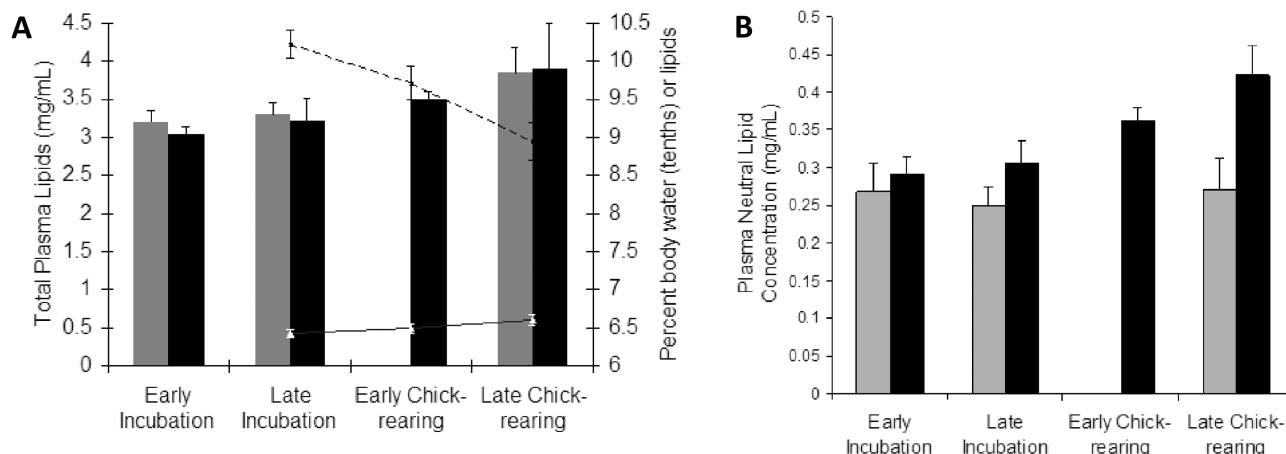 A
Total Plasma Lipids (mg/mL)
4.5
4
3.5
3
2.5
2
1.5
1
0.5
0
10.5
10
9.5
9
8.5
8
7.5
7
6.5
6
Percent body water (tenths) or lipids
Early
Incubation
Late
Incubation
Early Chick-
rearing
Late Chick-
rearing
B
Plasma Neutral Lipid
Concentration (mg/mL)
0.5
0.45
0.4
0.35
0.3
0.25
0.2
0.15
0.1
0.05
0
Early
Incubation
Late
Incubation
Early Chick-
rearing
Late Chick-
rearing